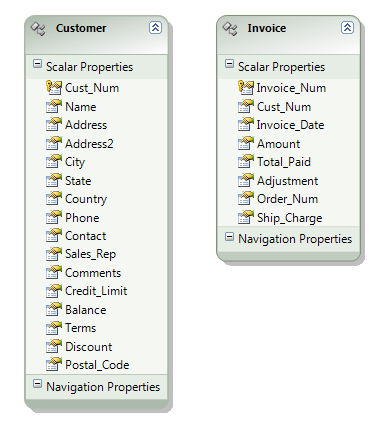 Customer
Scalar Properties
Cust_Num
Name
Address
Address2
City
State
Country
Phone
Contact
Sales_Rep
Comments
Credit_Limit
Balance
Terms
Discount
Postal_Code
Navigation Properties
Invoice
Scalar Properties
Invoice_Num
Cust_Num
Invoice_Date
Amount
Total_Paid
Adjustment
Order_Num
Ship_Charge
Navigation Properties